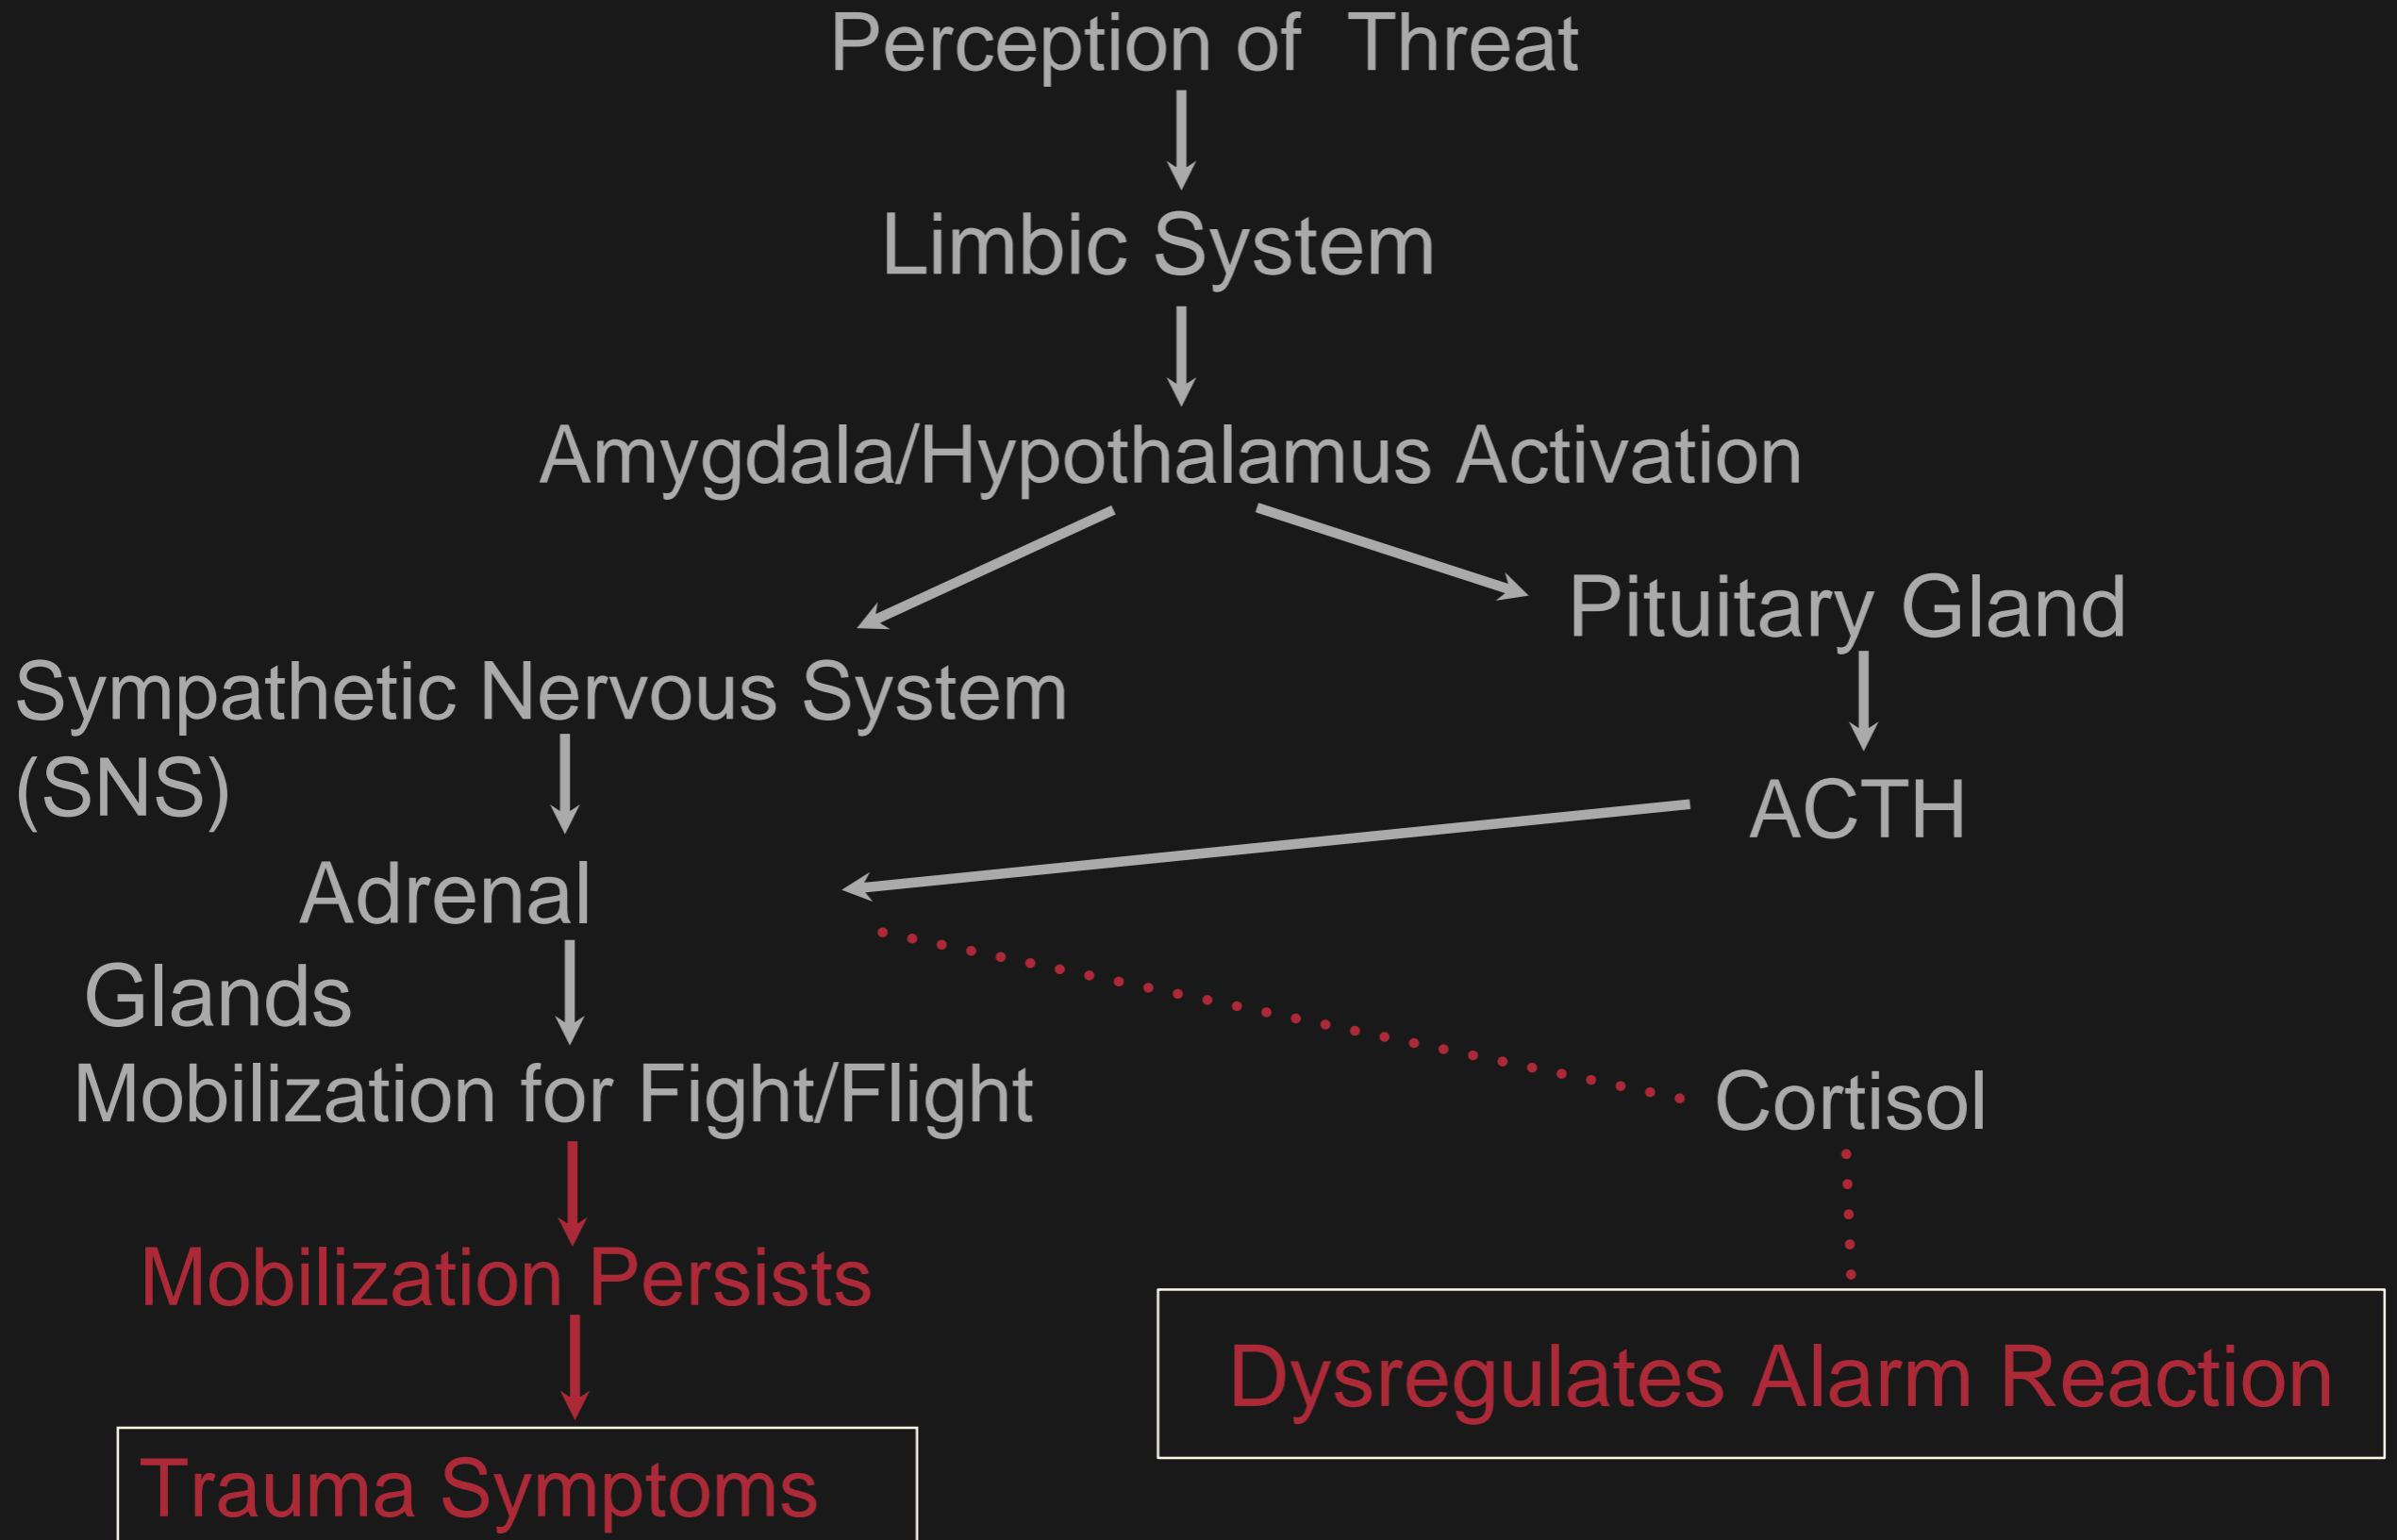 Perception of Threat
Limbic System
Amygdala/Hypothalamus Activation
Pituitary Gland
Sympathetic Nervous System
(SNS)
ACTH
Adrenal
Glands
Mobilization for Fight/Flight
Cortisol
Mobilization Persists
Dysregulates Alarm Reaction
Trauma Symptoms